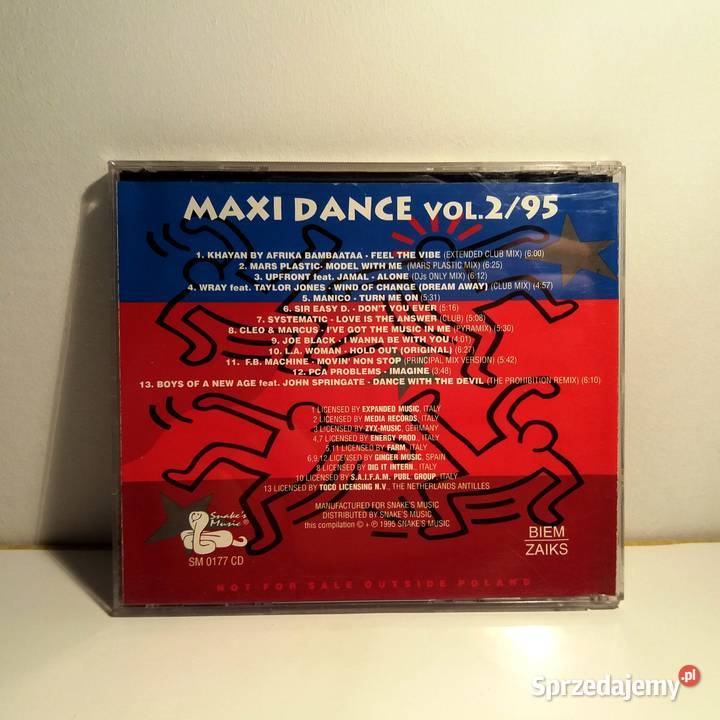 MAXI DANCE VOL.2/95
1. KHAYAN BY AFRIKA BAMBAATAA - FEEL THE VIBE (EXTENDED CLUB MIX) (6:00)
2. MARS PLASTIC- MODEL WITH ME (MARS PLASTIC MIX) (6:25)
3. UPFRONT feat. JAMAL - ALONE (DJs ONLY MIX) (6:12)
4. WRAY feat. TAYLOR JONES - WIND OF CHANGE (DREAM AWAY) (CLUB MIX) (4:57)
5. MANICO - TURN ME ON (5:31)
6. SIR EASY D. - DON'T YOU EVER (5:16)
7. SYSTEMATIC - LOVE IS THE ANSWER (CLUB) (5:08)
8. CLEO & MARCUS - I'VE GOT THE MUSIC IN ME (PYRAMIX) (5:30)
9. JOE BLACK - I WANNA BE WITH YOU (4:01)
10. L.A. WOMAN - HOLD OUT (ORIGINAL) (6:27)
11. F.B. MACHINE - MOVIN' NON STOP (PRINCIPAL MIX VERSION) (5:42)
12. PCA PROBLEMS - IMAGINE (3:48)
13. BOYS OF A NEW AGE feat. JOHN SPRINGATE - DANCE WITH THE DEVIL (THE PROHIBITION REMIX) (6:10)
1 LICENSED BY EXPANDED MUSIC, ITALY
2 LICENSED BY MEDIA RECORDS, ITALY
3 LICENSED BY ZYX-MUSIC, GERMANY
4,7 LICENSED BY ENERGY PROD., ITALY
5,11 LICENSED BY FARM, ITALY
6,9,12 LICENSED BY GINGER MUSIC, SPAIN
8 LICENSED BY DIG IT INTERN., ITALY
10 LICENSED BY S.A.I.F.A.M. PUBL. GROUP, ITALY
13 LICENSED BY TOCO LICENSING N.V., THE NETHERLANDS ANTILLES
MANUFACTURED FOR SNAKE'S MUSIC
DISTRIBUTED BY SNAKE'S MUSIC
this compilation © + ℗ 1995 SNAKE'S MUSIC
Snake's
Music ®
SM 0177 CD
BIEM
ZAIKS
NOT FOR SALE OUTSIDE POLAND
Sprzedajemy.pl